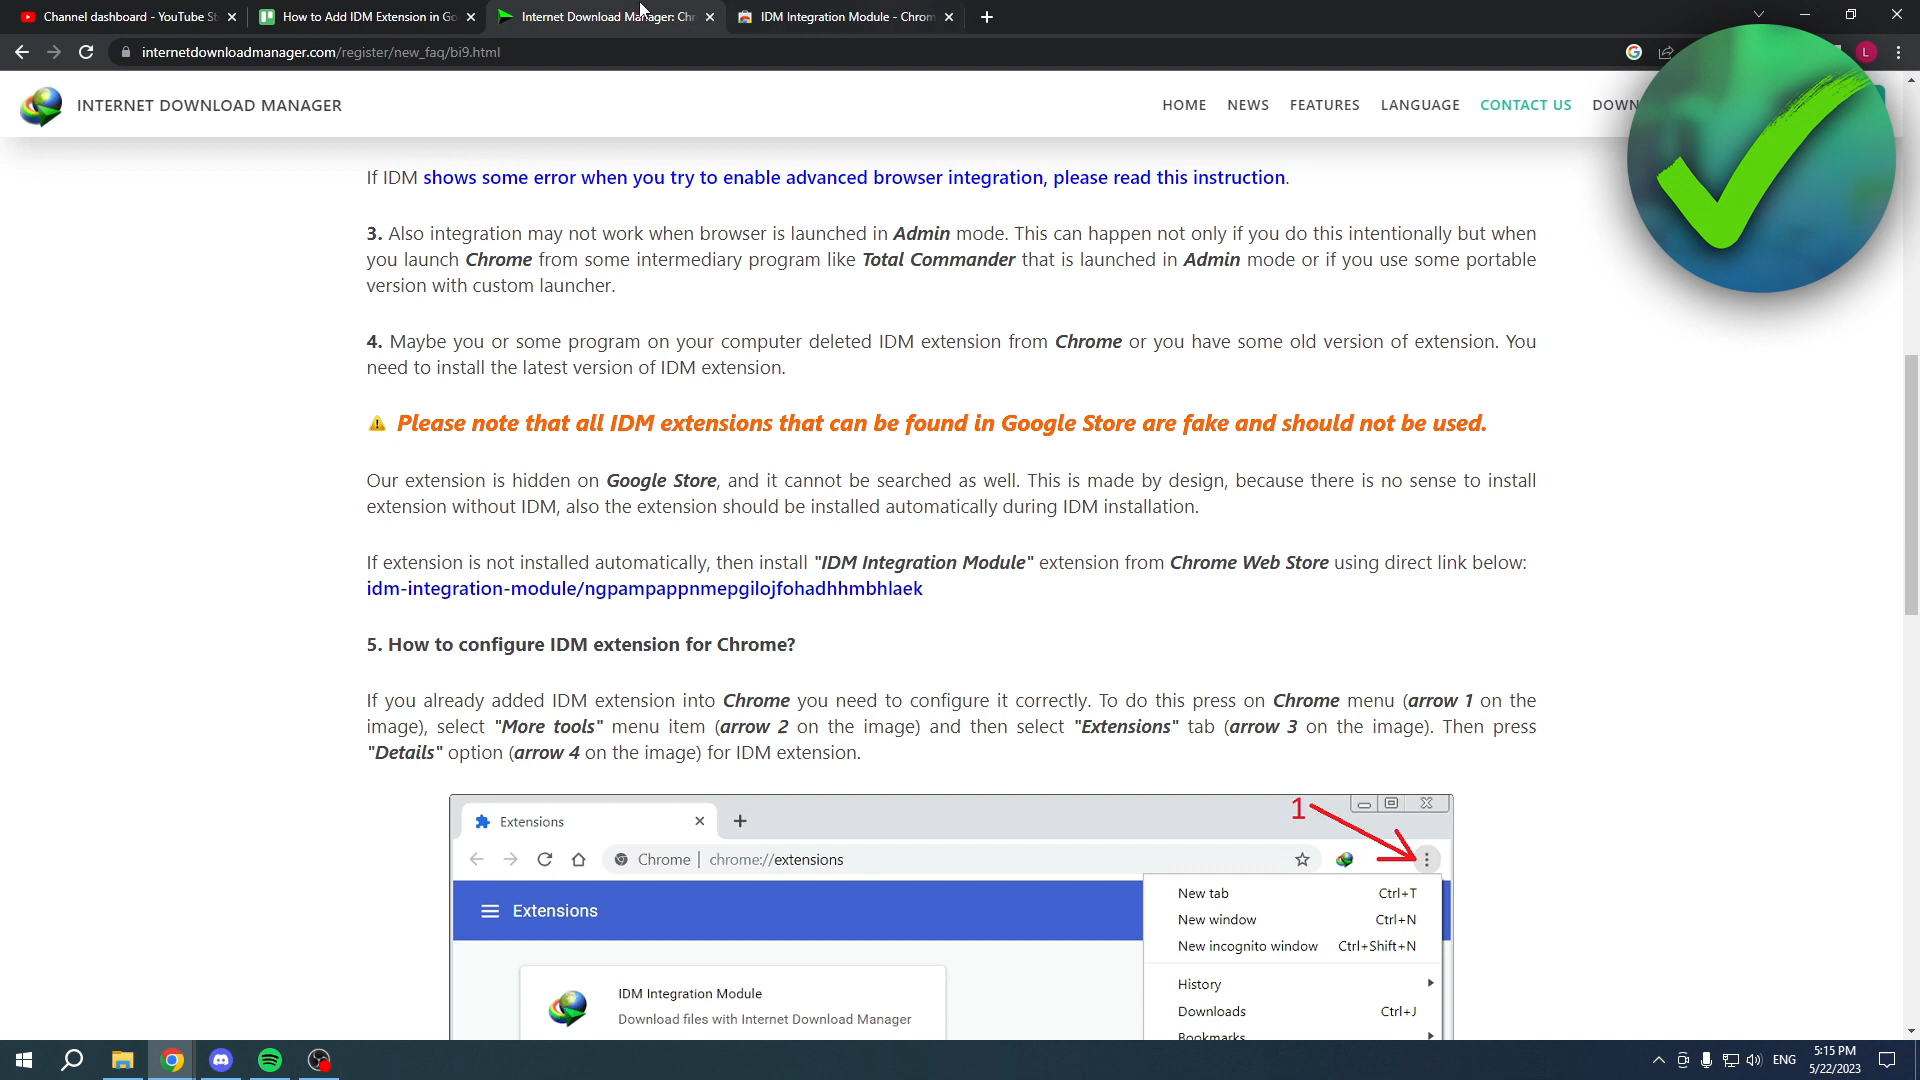 Channel dashboard - YouTube St
How to Add IDM Extension in Go
Internet Download Manager: Chr
IDM Integration Module - Chrom
internetdownloadmanager.com/register/new_faq/bi9.html
L
INTERNET DOWNLOAD MANAGER
HOME NEWS FEATURES LANGUAGE CONTACT US DOWN
If IDM shows some error when you try to enable advanced browser integration, please read this instruction.
3. Also integration may not work when browser is launched in Admin mode. This can happen not only if you do this intentionally but when
you launch Chrome from some intermediary program like Total Commander that is launched in Admin mode or if you use some portable
version with custom launcher.
4. Maybe you or some program on your computer deleted IDM extension from Chrome or you have some old version of extension. You
need to install the latest version of IDM extension.
Please note that all IDM extensions that can be found in Google Store are fake and should not be used.
Our extension is hidden on Google Store, and it cannot be searched as well. This is made by design, because there is no sense to install
extension without IDM, also the extension should be installed automatically during IDM installation.
If extension is not installed automatically, then install "IDM Integration Module" extension from Chrome Web Store using direct link below:
idm-integration-module/ngpampappnmepgilojfohadhhmbhlaek
5. How to configure IDM extension for Chrome?
If you already added IDM extension into Chrome you need to configure it correctly. To do this press on Chrome menu (arrow 1 on the
image), select "More tools" menu item (arrow 2 on the image) and then select "Extensions" tab (arrow 3 on the image). Then press
"Details" option (arrow 4 on the image) for IDM extension.
1
Extensions
Chrome | chrome://extensions
Extensions
New tab Ctrl+T
New window Ctrl+N
New incognito window Ctrl+Shift+N
History
Downloads Ctrl+J
Bookmarks
IDM Integration Module
Download files with Internet Download Manager
ENG
5:15 PM
5/22/2023